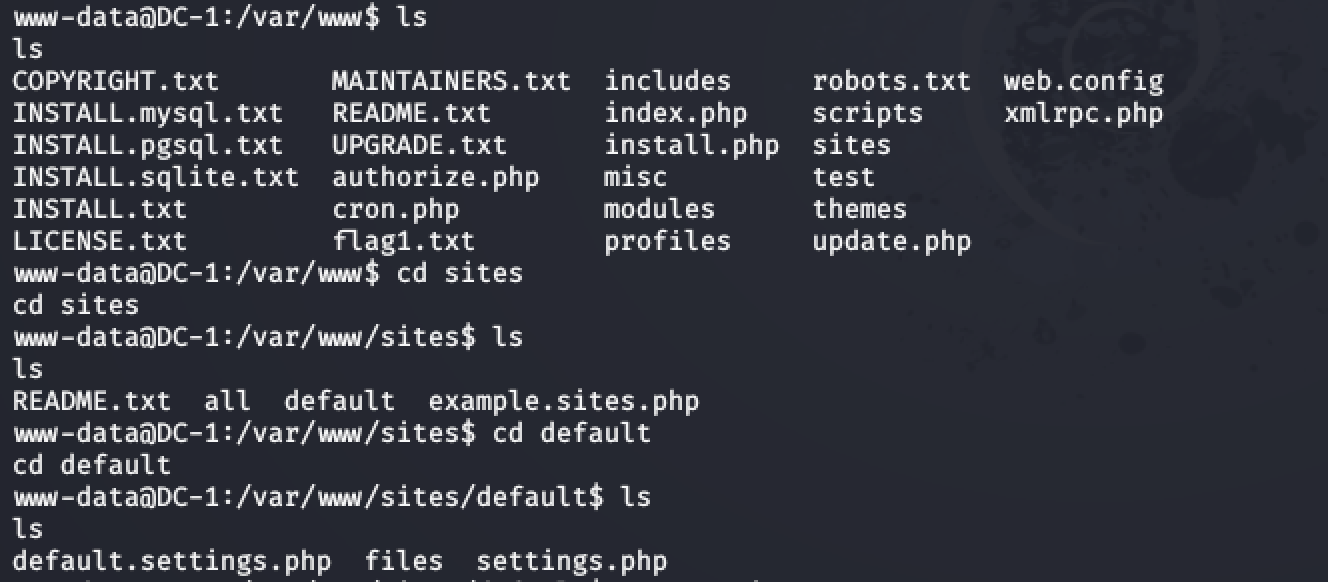 www-data@DC-1:/var/www$ ls
ls
COPYRIGHT.txt MAINTAINERS.txt includes robots.txt web.config
INSTALL.mysql.txt README.txt index.php scripts xmlrpc.php
INSTALL.pgsql.txt UPGRADE.txt install.php sites
INSTALL.sqlite.txt authorize.php misc test
INSTALL.txt cron.php modules themes
LICENSE.txt flag1.txt profiles update.php
www-data@DC-1:/var/www$ cd sites
cd sites
www-data@DC-1:/var/www/sites$ ls
ls
README.txt all default example.sites.php
www-data@DC-1:/var/www/sites$ cd default
cd default
www-data@DC-1:/var/www/sites/default$ ls
ls
default.settings.php files settings.php